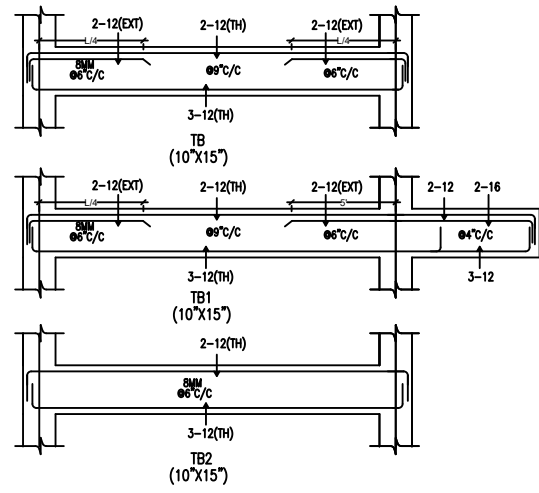 2-12(EXT) 2-12(TH) 2-12(EXT)
L/4 L/4
8MM
@6"C/C @9"C/C @6"C/C
3-12(TH)
TB
(10"X15")
2-12(EXT) 2-12(TH) 2-12(EXT) 2-12 2-16
L/4 5'
8MM
@6"C/C @9"C/C @6"C/C @4"C/C
3-12(TH) 3-12
TB1
(10"X15")
2-12(TH)
8MM
@6"C/C
3-12(TH)
TB2
(10"X15")